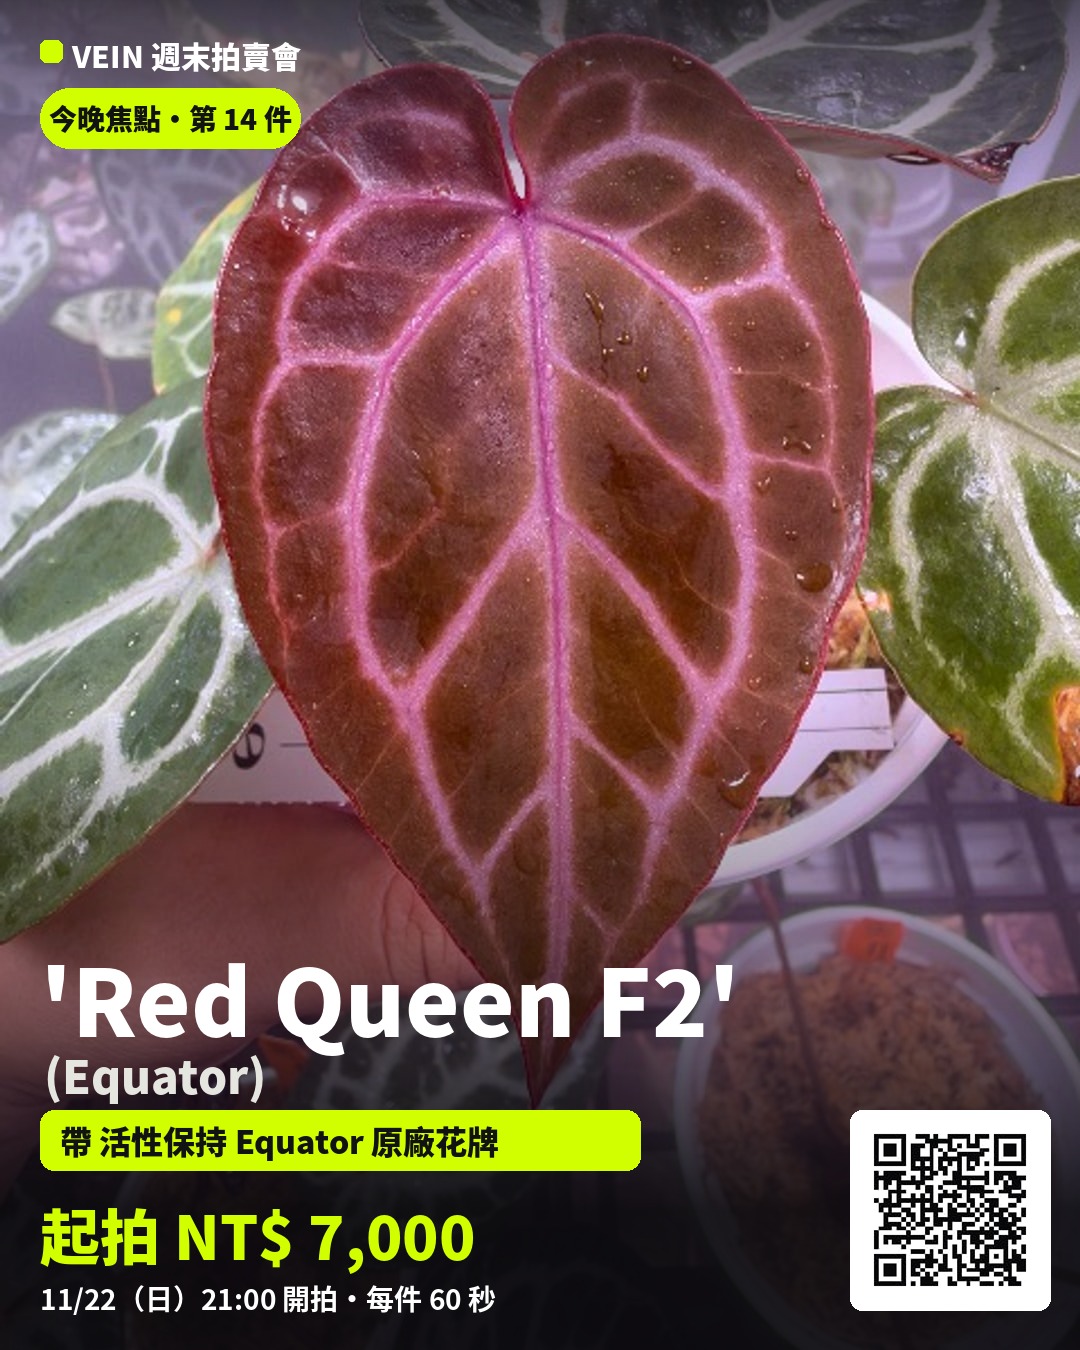 VEIN 週末拍賣會
今晚焦點・第 14 件
'Red Queen F2'
(Equator)
帶 活性保持 Equator 原廠花牌
起拍 NT$ 7,000
11/22（日）21:00 開拍・每件 60 秒